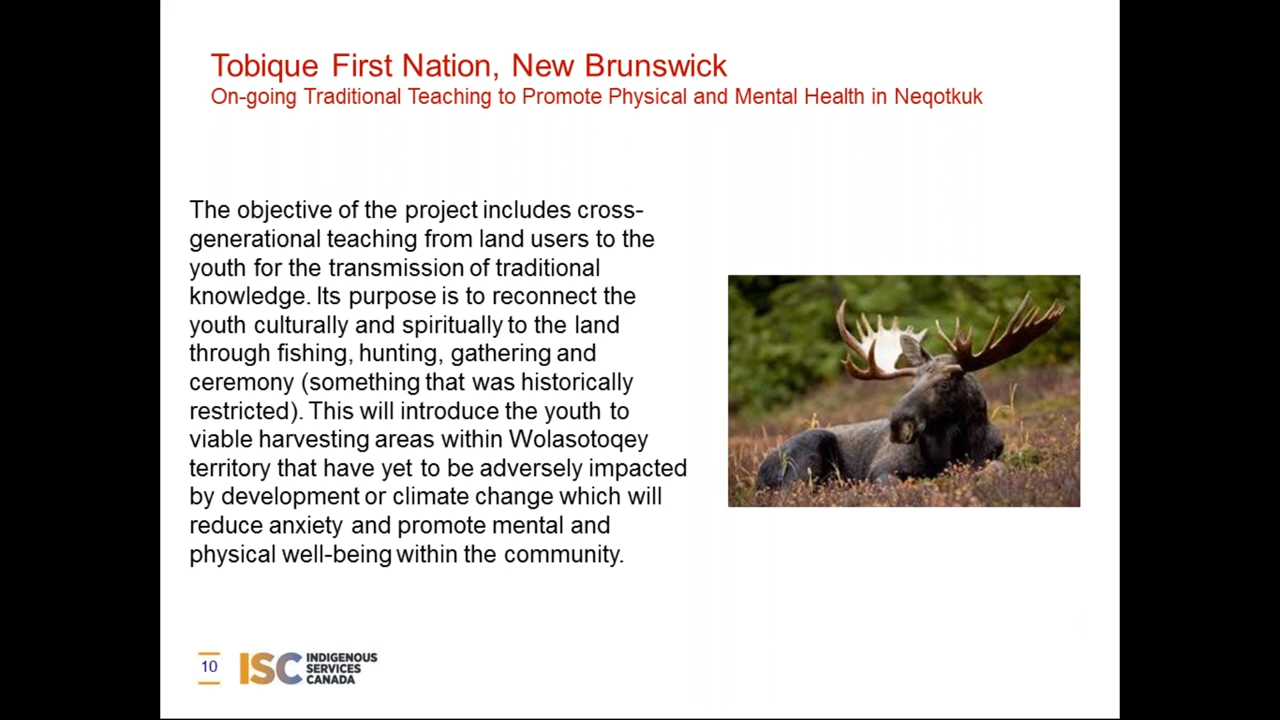 Tobique First Nation, New Brunswick
On-going Traditional Teaching to Promote Physical and Mental Health in Neqotkuk
The objective of the project includes cross-
generational teaching from land users to the
youth for the transmission of traditional
knowledge. Its purpose is to reconnect the
youth culturally and spiritually to the land
through fishing, hunting, gathering and
ceremony (something that was historically
restricted). This will introduce the youth to
viable harvesting areas within Wolasotoqey
territory that have yet to be adversely impacted
by development or climate change which will
reduce anxiety and promote mental and
physical well-being within the community.
10
ISC
INDIGENOUS
SERVICES
CANADA